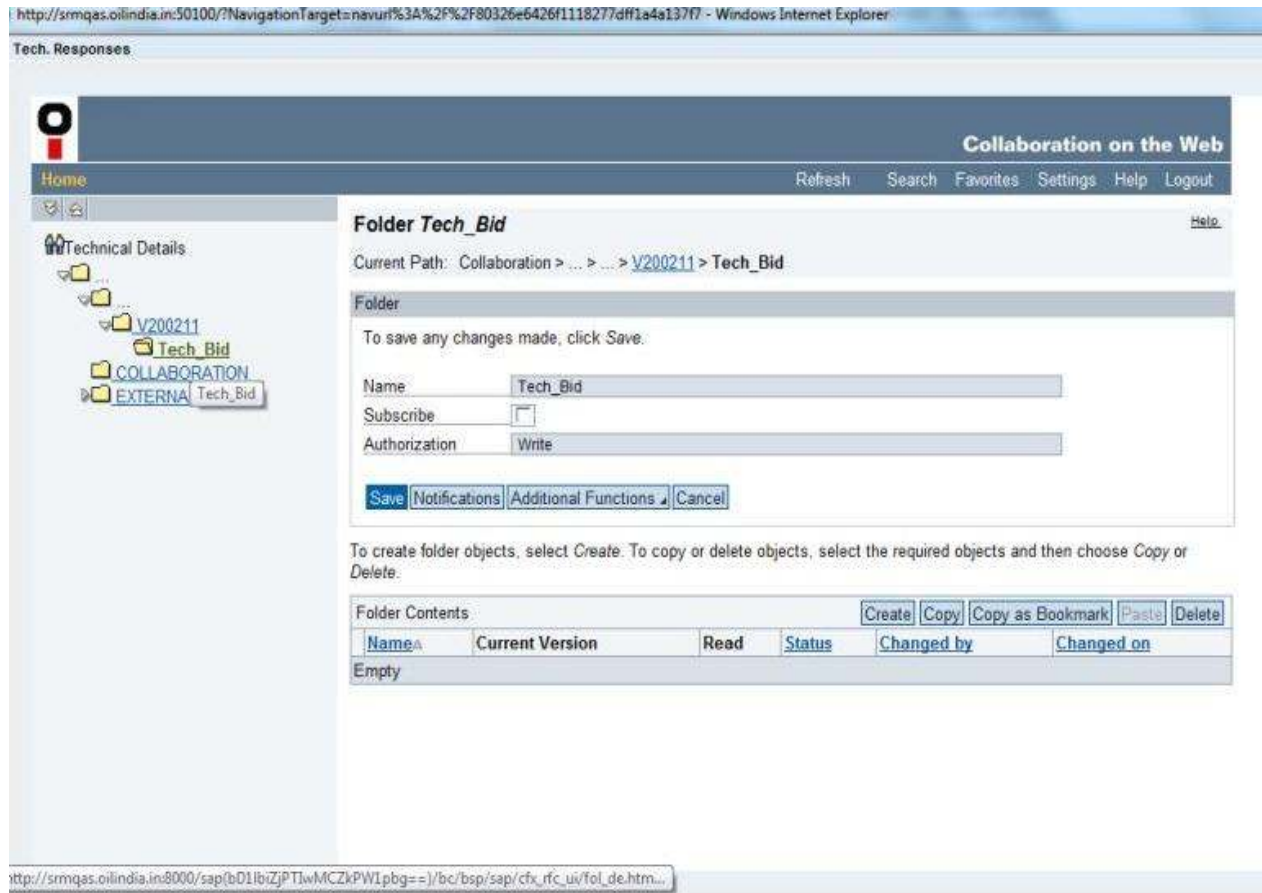 http://srmqas.oilindia.in:50100/?NavigationTarget=navurl%3A%2F%2F80326e6426f1118277dff1a4a137f7 - Windows Internet Explorer
Tech. Responses
Collaboration on the Web
Home Refresh Search Favorites Settings Help Logout
Folder Tech_Bid Help
Technical Details
Current Path: Collaboration > ... > ... > V200211 > Tech_Bid
...
...
Folder
V200211
To save any changes made, click Save.
Tech_Bid
COLLABORATION
Name Tech_Bid
EXTERNA Tech_Bid
Subscribe
Authorization Write
Save Notifications Additional Functions Cancel
To create folder objects, select Create. To copy or delete objects, select the required objects and then choose Copy or
Delete.
Folder Contents Create Copy Copy as Bookmark Paste Delete
Name Current Version Read Status Changed by Changed on
Empty
ttp://srmqas.oilindia.in:8000/sap(bD1lbiZjPTIwMCZkPW1pbg==)/bc/bsp/sap/cfx_rfc_ui/fol_de.htm...